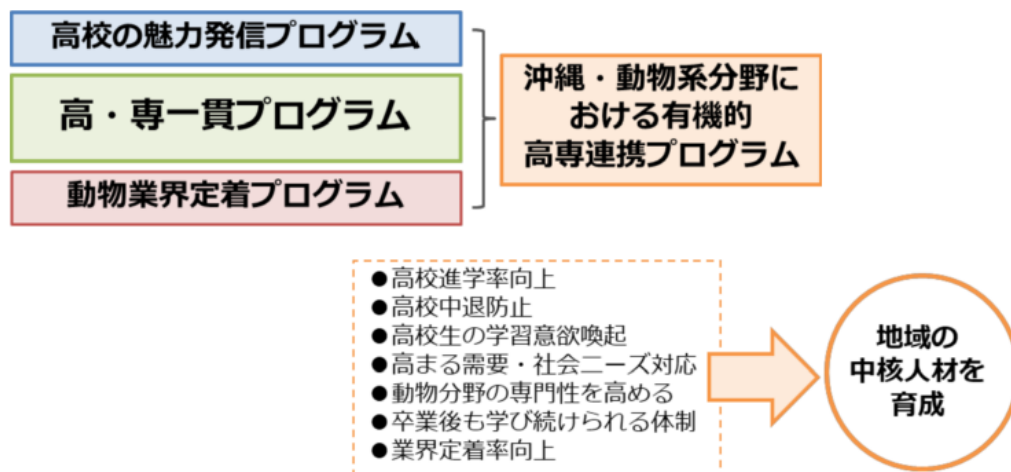 高校の魅力発信プログラム
高・専一貫プログラム
動物業界定着プログラム
沖縄・動物系分野に
おける有機的
高専連携プログラム
●高校進学率向上
●高校中退防止
●高校生の学習意欲喚起
●高まる需要・社会ニーズ対応
●動物分野の専門性を高める
●卒業後も学び続けられる体制
●業界定着率向上
地域の
中核人材を
育成